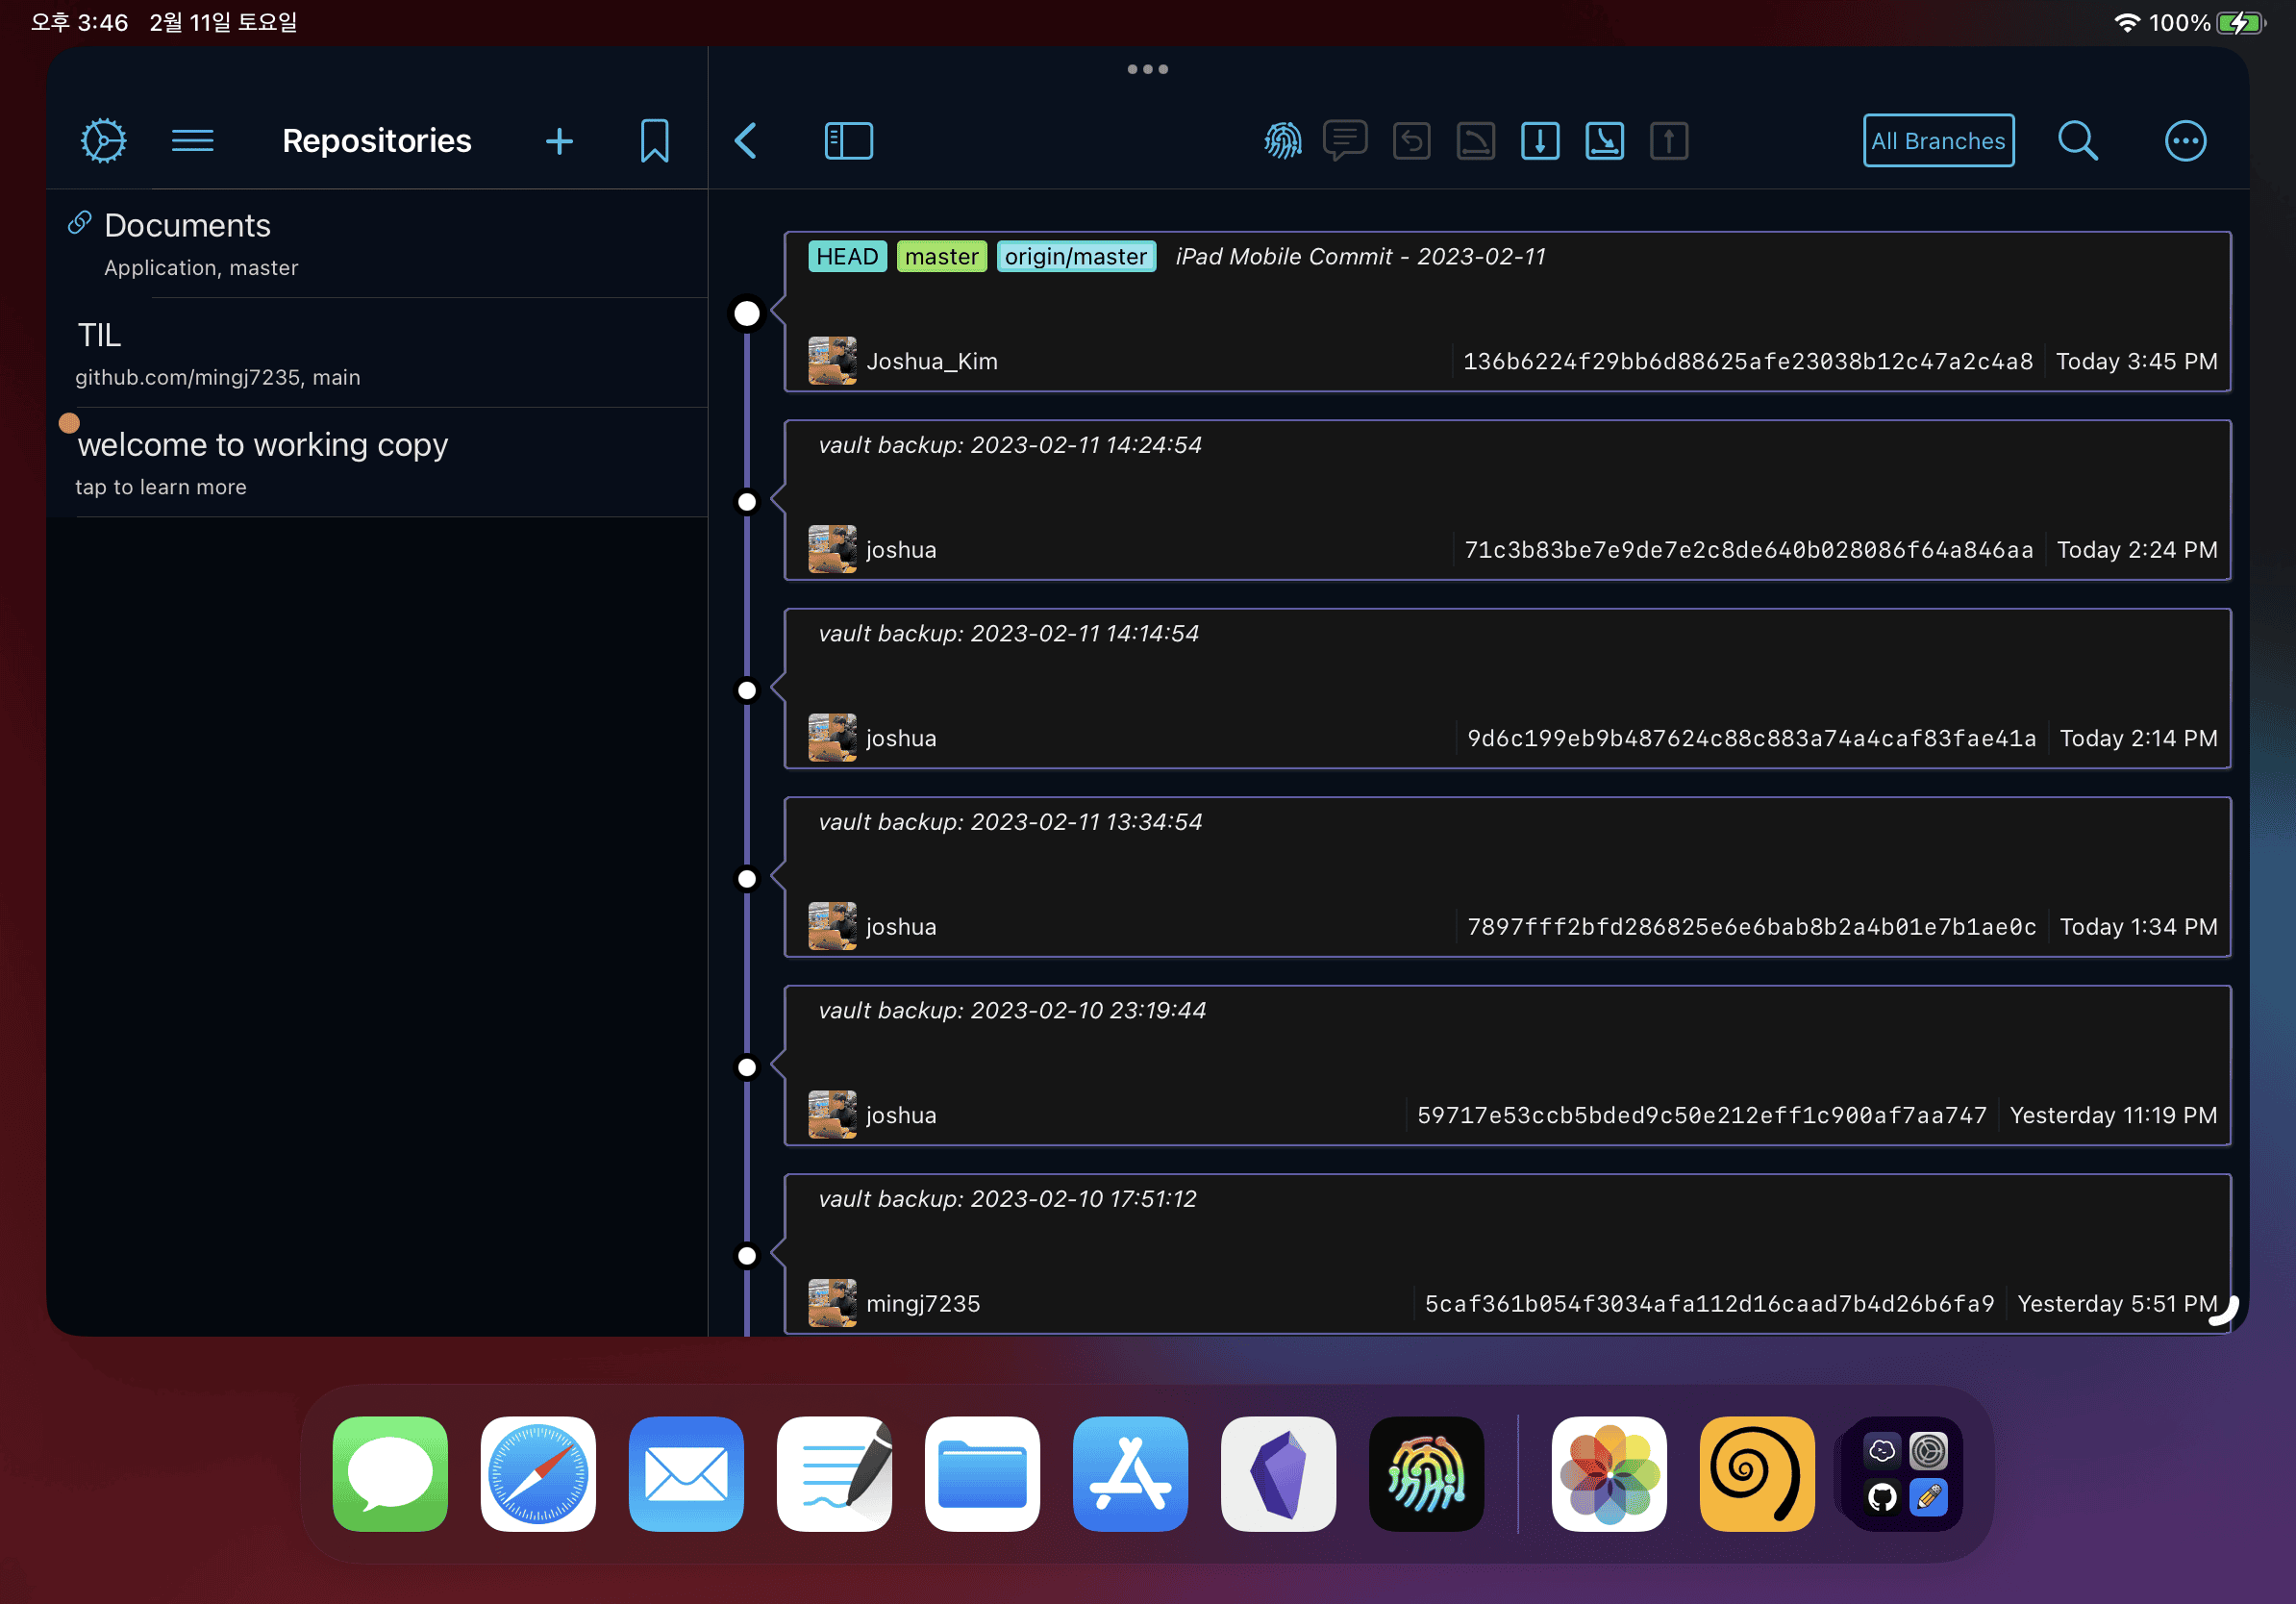 오후 3:46 2월 11일 토요일
100%
Repositories
All Branches
Documents
Application, master
TIL
github.com/mingj7235, main
welcome to working copy
tap to learn more
HEAD master origin/master iPad Mobile Commit - 2023-02-11
Joshua_Kim 136b6224f29bb6d88625afe23038b12c47a2c4a8 Today 3:45 PM
vault backup: 2023-02-11 14:24:54
joshua 71c3b83be7e9de7e2c8de640b028086f64a846aa Today 2:24 PM
vault backup: 2023-02-11 14:14:54
joshua 9d6c199eb9b487624c88c883a74a4caf83fae41a Today 2:14 PM
vault backup: 2023-02-11 13:34:54
joshua 7897fff2bfd286825e6e6bab8b2a4b01e7b1ae0c Today 1:34 PM
vault backup: 2023-02-10 23:19:44
joshua 59717e53ccb5bded9c50e212eff1c900af7aa747 Yesterday 11:19 PM
vault backup: 2023-02-10 17:51:12
mingj7235 5caf361b054f3034afa112d16caad7b4d26b6fa9 Yesterday 5:51 PM